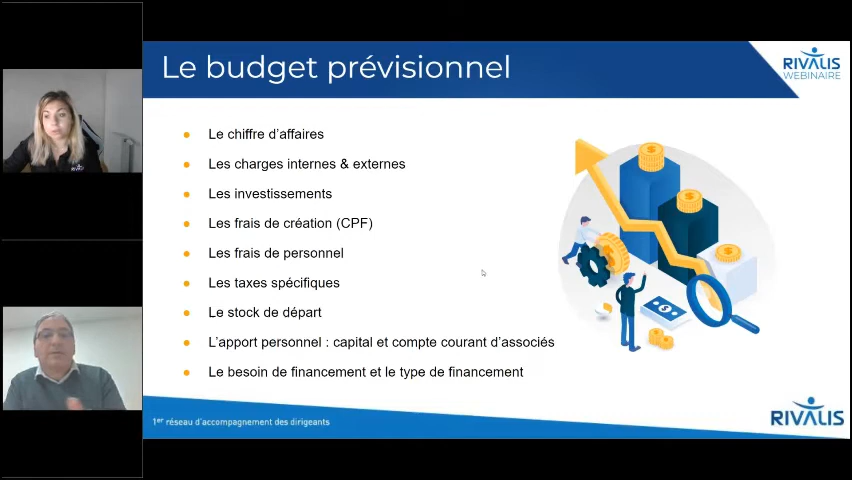 Le budget prévisionnel
RIVALIS
WEBINAIRE
Le chiffre d'affaires
Les charges internes & externes
Les investissements
Les frais de création (CPF)
Les frais de personnel
Les taxes spécifiques
Le stock de départ
L'apport personnel : capital et compte courant d'associés
Le besoin de financement et le type de financement
1er réseau d'accompagnement des dirigeants
RIVALIS